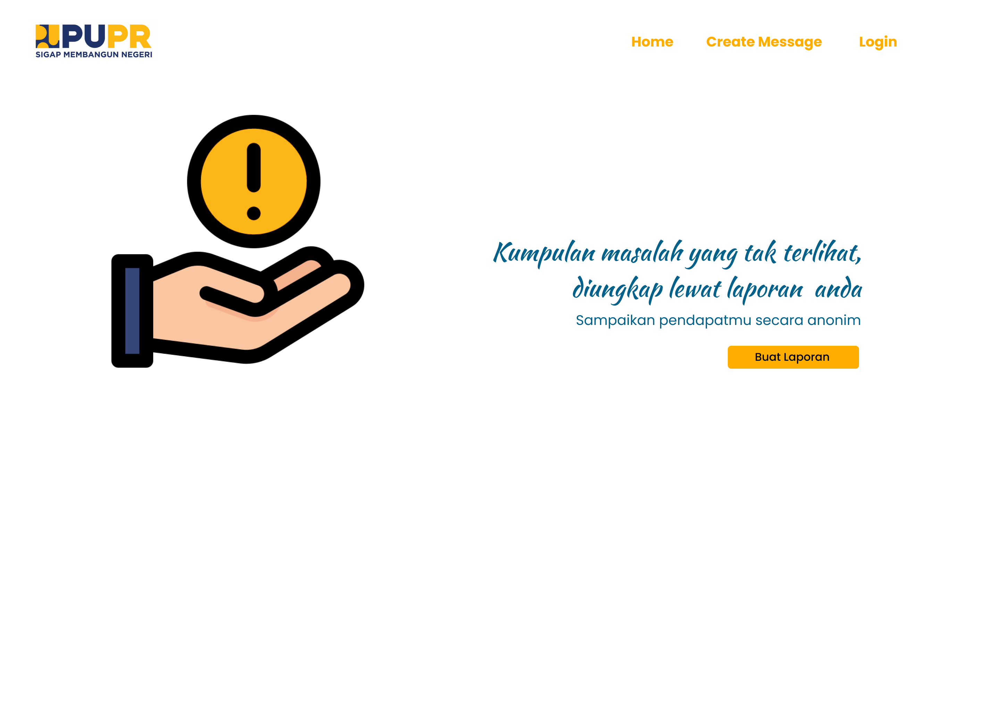 PUPR
SIGAP MEMBANGUN NEGERI
Home Create Message Login
Kumpulan masalah yang tak terlihat,
diungkap lewat laporan anda
Sampaikan pendapatmu secara anonim
Buat Laporan